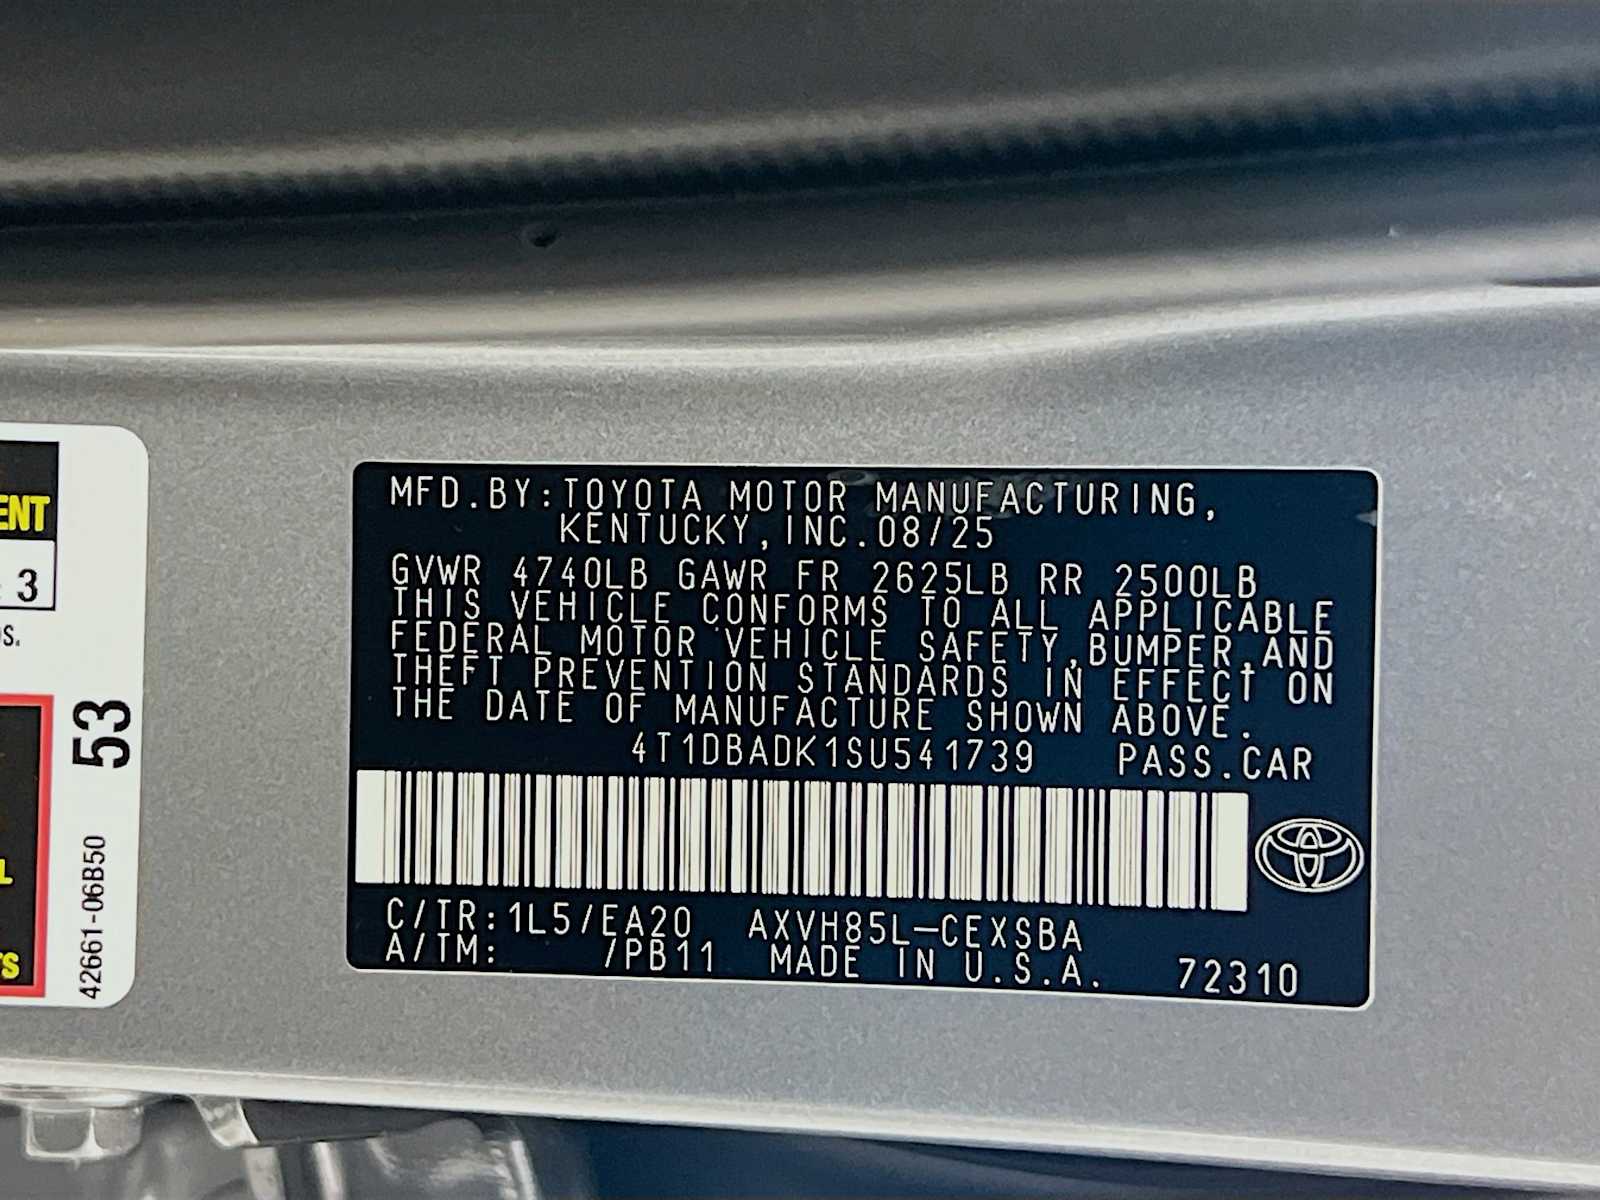 ENT
3
OS.
53
L
TS
42661-06B50
MFD.BY:TOYOTA MOTOR MANUFACTURING,
KENTUCKY,INC.08/25
GVWR 4740LB GAWR FR 2625LB RR 2500LB
THIS VEHICLE CONFORMS TO ALL APPLICABLE
FEDERAL MOTOR VEHICLE SAFETY,BUMPER,AND
THEFT PREVENTION STANDARDS IN EFFECT ON
THE DATE OF MANUFACTURE SHOWN ABOVE.
4T1DBADK1SU541739 PASS.CAR
C/TR:1L5/EA20 AXVH85L-CEXSBA
A/TM: /PB11 MADE IN U.S.A. 72310